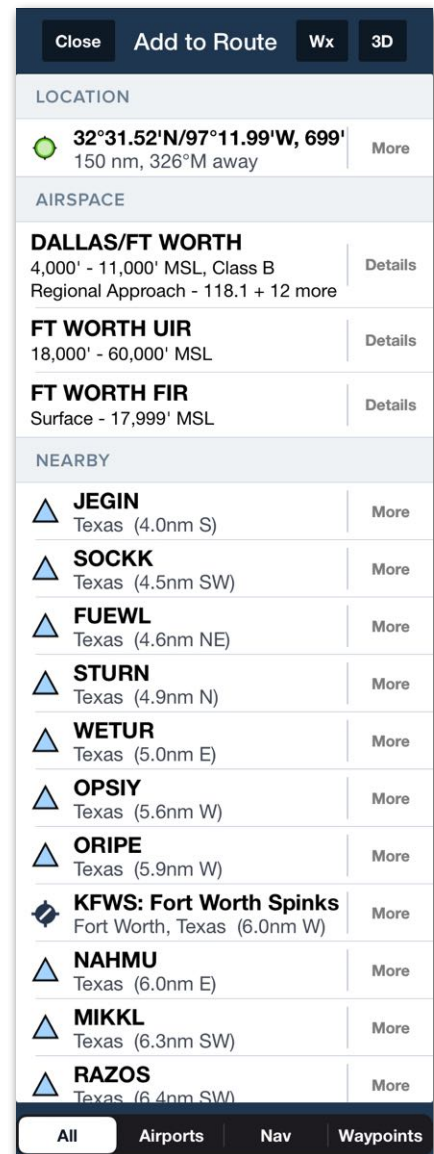 Close Add to Route Wx 3D
LOCATION
32°31.52'N/97°11.99'W, 699'
150 nm, 326°M away
More
AIRSPACE
DALLAS/FT WORTH
4,000' - 11,000' MSL, Class B
Regional Approach - 118.1 + 12 more
Details
FT WORTH UIR
18,000' - 60,000' MSL
Details
FT WORTH FIR
Surface - 17,999' MSL
Details
NEARBY
JEGIN
Texas (4.0nm S)
More
SOCKK
Texas (4.5nm SW)
More
FUEWL
Texas (4.6nm NE)
More
STURN
Texas (4.9nm N)
More
WETUR
Texas (5.0nm E)
More
OPSIY
Texas (5.6nm W)
More
ORIPE
Texas (5.9nm W)
More
KFWS: Fort Worth Spinks
Fort Worth, Texas (6.0nm W)
More
NAHMU
Texas (6.0nm E)
More
MIKKL
Texas (6.3nm SW)
More
RAZOS
Texas (6.4nm SW)
More
All Airports Nav Waypoints